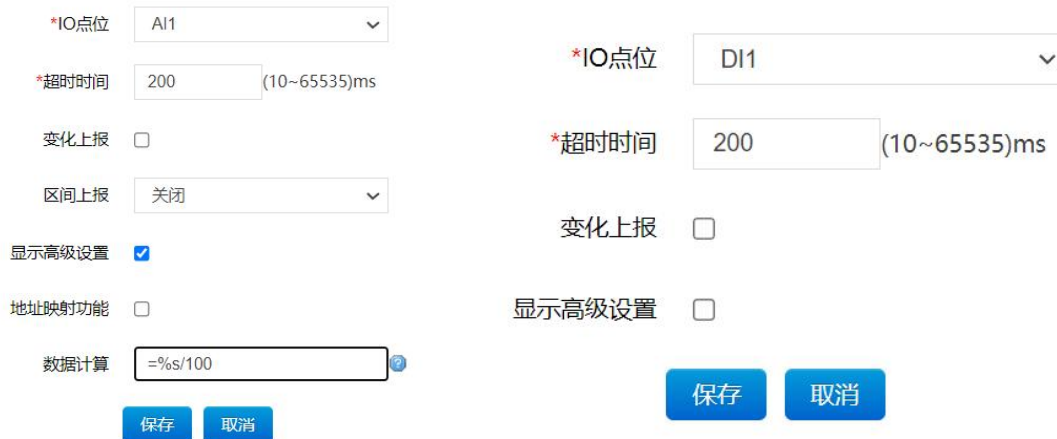 *IO点位 AI1
*超时时间 200 (10~65535)ms
变化上报
区间上报 关闭
显示高级设置
地址映射功能
数据计算 =%s/100
保存 取消
*IO点位 DI1
*超时时间 200 (10~65535)ms
变化上报
显示高级设置
保存 取消